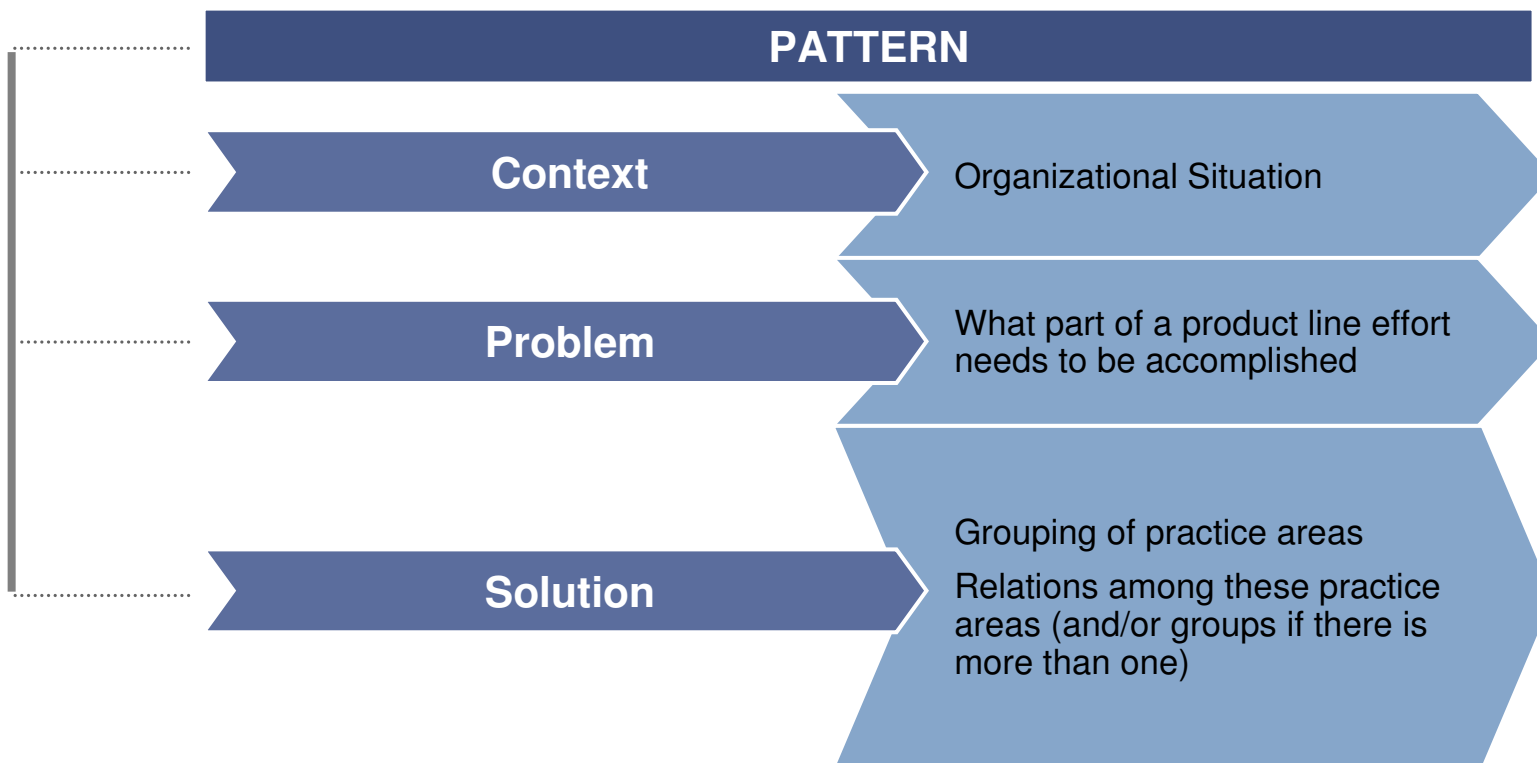 PATTERN
Context
Organizational Situation
Problem
What part of a product line effort
needs to be accomplished
Solution
Grouping of practice areas
Relations among these practice
areas (and/or groups if there is
more than one)